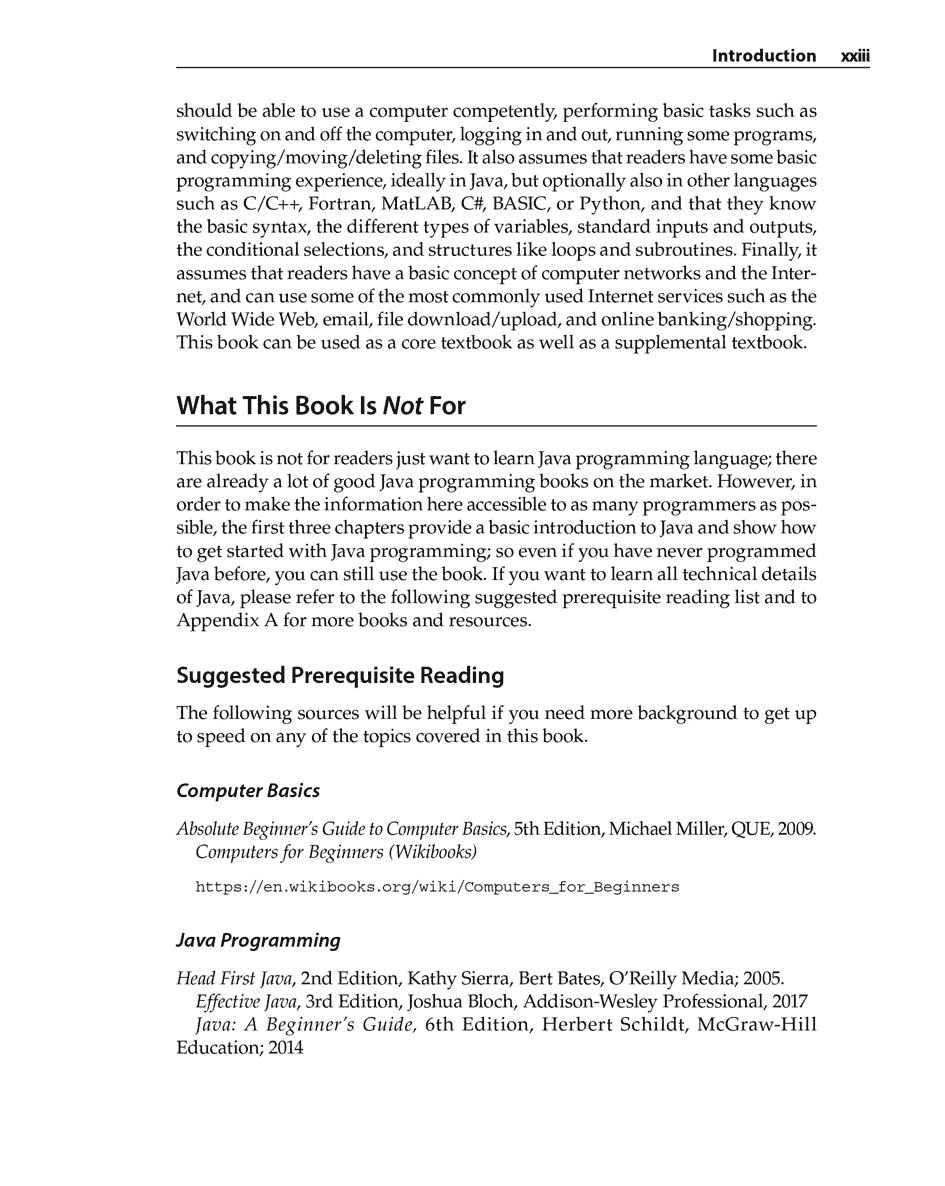 Introduction xxiii
should be able to use a computer competently, performing basic tasks such as
switching on and off the computer, logging in and out, running some programs,
and copying/moving/deleting files. It also assumes that readers have some basic
programming experience, ideally in Java, but optionally also in other languages
such as C/C++, Fortran, MatLAB, C#, BASIC, or Python, and that they know
the basic syntax, the different types of variables, standard inputs and outputs,
the conditional selections, and structures like loops and subroutines. Finally, it
assumes that readers have a basic concept of computer networks and the Inter-
net, and can use some of the most commonly used Internet services such as the
World Wide Web, email, file download/upload, and online banking/shopping.
This book can be used as a core textbook as well as a supplemental textbook.
What This Book Is Not For
This book is not for readers just want to learn Java programming language; there
are already a lot of good Java programming books on the market. However, in
order to make the information here accessible to as many programmers as pos-
sible, the first three chapters provide a basic introduction to Java and show how
to get started with Java programming; so even if you have never programmed
Java before, you can still use the book. If you want to learn all technical details
of Java, please refer to the following suggested prerequisite reading list and to
Appendix A for more books and resources.
Suggested Prerequisite Reading
The following sources will be helpful if you need more background to get up
to speed on any of the topics covered in this book.
Computer Basics
Absolute Beginner's Guide to Computer Basics, 5th Edition, Michael Miller, QUE, 2009.
Computers for Beginners (Wikibooks)
https://en.wikibooks.org/wiki/Computers_for_Beginners
Java Programming
Head First Java, 2nd Edition, Kathy Sierra, Bert Bates, O'Reilly Media; 2005.
Effective Java, 3rd Edition, Joshua Bloch, Addison-Wesley Professional, 2017
Java: A Beginner's Guide, 6th Edition, Herbert Schildt, McGraw-Hill
Education; 2014